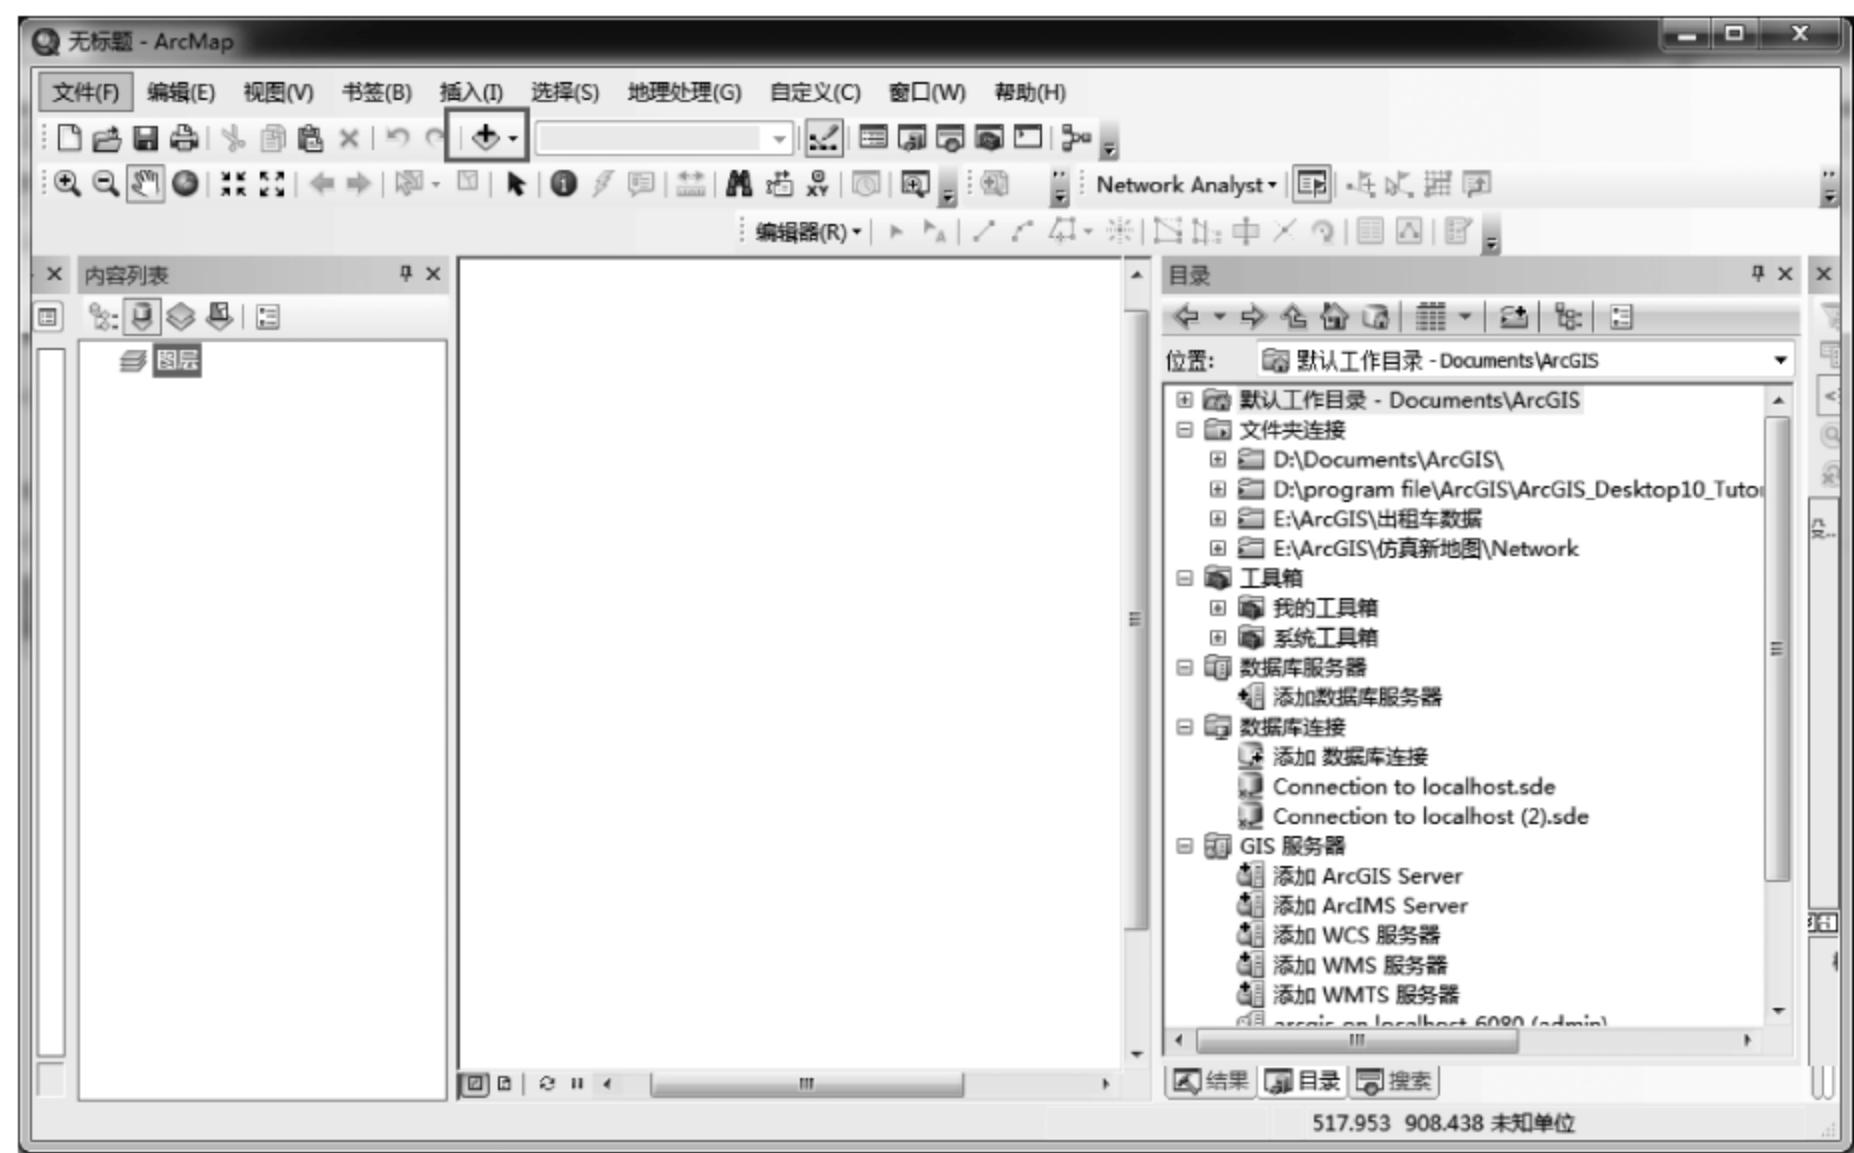 无标题 - ArcMap
文件(F) 编辑(E) 视图(V) 书签(B) 插入(I) 选择(S) 地理处理(G) 自定义(C) 窗口(W) 帮助(H)
Network Analyst
编辑器(R)
内容列表
图层
目录
位置: 默认工作目录 - Documents\ArcGIS
默认工作目录 - Documents\ArcGIS
文件夹连接
D:\Documents\ArcGIS\
D:\program file\ArcGIS\ArcGIS_Desktop10_Tutor
E:\ArcGIS\出租车数据
E:\ArcGIS\仿真新地图\Network
工具箱
我的工具箱
系统工具箱
数据库服务器
添加数据库服务器
数据库连接
添加 数据库连接
Connection to localhost.sde
Connection to localhost (2).sde
GIS 服务器
添加 ArcGIS Server
添加 ArcIMS Server
添加 WCS 服务器
添加 WMS 服务器
添加 WMTS 服务器
arcgis on localhost 6080 (admin)
结果 目录 搜索
517.953 908.438 未知单位